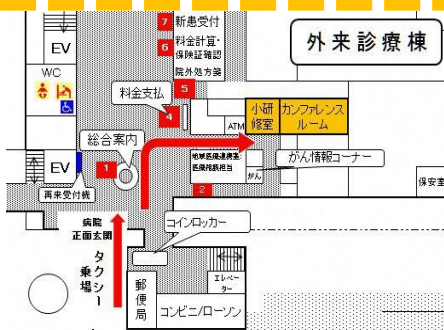 外来診療棟
7 新患受付
6 料金計算・
保険証確認
院外処方箋
5
EV
WC
料金支払
4
ATM
小研
修室
カンファレンス
ルーム
総合案内
1
EV
地域医療連携室:
医療福祉担当
がん
がん情報コーナー
2
保安室
再来受付機
病院
正面玄関
タクシー
乗場
コインロッカー
エレベー
ター
郵便局
コンビニ/ローソン